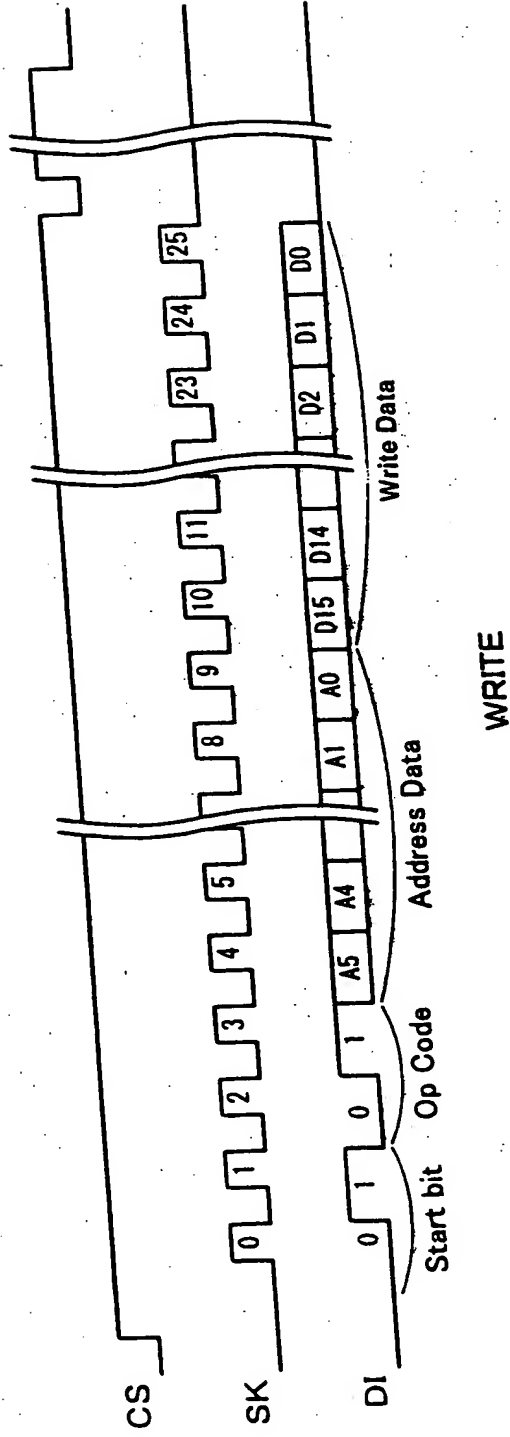 CS
SK
0 1 2 3 4 5 8 9 10 11 23 24 25
DI
0 1 0 1 A5 A4 A1 A0 D15 D14 D2 D1 D0
Start bit Op Code Address Data Write Data
WRITE